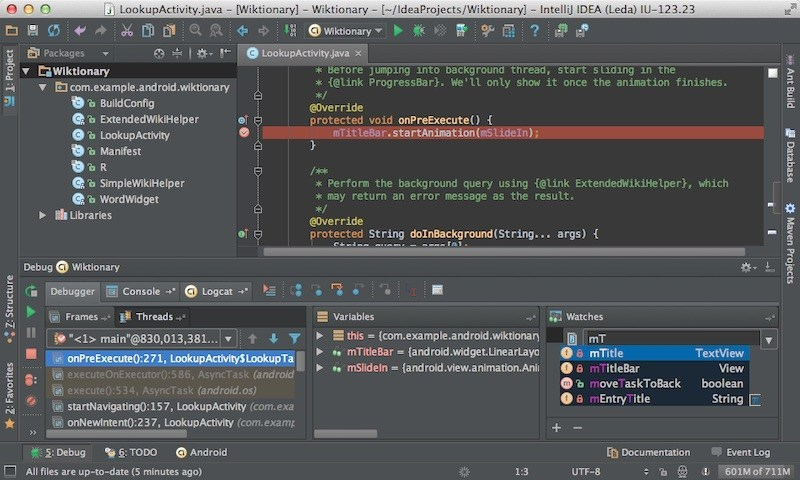 LookupActivity.java – [Wiktionary] – Wiktionary – [~/IdeaProjects/Wiktionary] – IntelliJ IDEA (Leda) IU-123.23
Wiktionary
1: Project
Packages
LookupActivity.java
Wiktionary
com.example.android.wiktionary
BuildConfig
ExtendedWikiHelper
LookupActivity
Manifest
R
SimpleWikiHelper
WordWidget
Libraries
* Before jumping into background thread, start sliding in the
* {@link ProgressBar}. We'll only show it once the animation finishes.
*/
@Override
protected void onPreExecute() {
mTitleBar.startAnimation(mSlideIn);
}
/**
* Perform the background query using {@link ExtendedWikiHelper}, which
* may return an error message as the result.
*/
@Override
protected String doInBackground(String... args) {
String query = args[0];
Ant Build
Database
Maven Projects
Debug
Wiktionary
Debugger
Console
Logcat
Z: Structure
2: Favorites
Frames
Threads
"<1> main"@830,013,381...
onPreExecute():271, LookupActivity$LookupTa
executeOnExecutor():586, AsyncTask (android
execute():534, AsyncTask (android.os)
startNavigating():157, LookupActivity (com.exa
onNewIntent():237, LookupActivity (com.examp
Variables
this = {com.example.android.wiktionary
mTitleBar = {android.widget.LinearLayo
mSlideIn = {android.view.animation.Ani
Watches
mT
mTitle TextView
mTitleBar View
moveTaskToBack boolean
mEntryTitle String
5: Debug
6: TODO
Android
Documentation
Event Log
All files are up-to-date (5 minutes ago)
1:3
UTF-8
601M of 711M